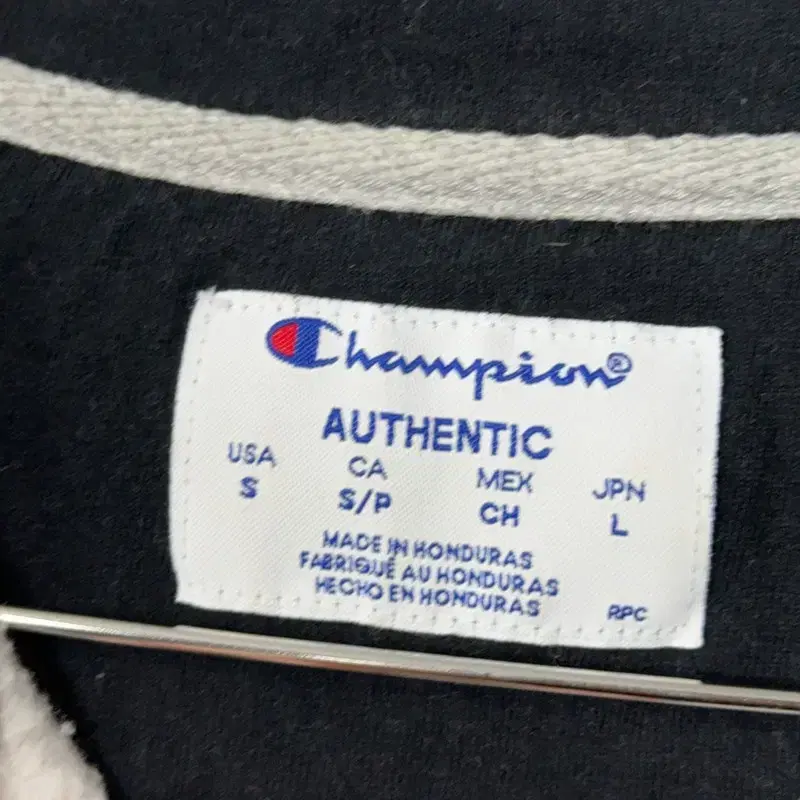 Champion®
AUTHENTIC
USA CA MEX JPN
S S/P CH L
MADE IN HONDURAS
FABRIQUÉ AU HONDURAS
HECHO EN HONDURAS
RPC